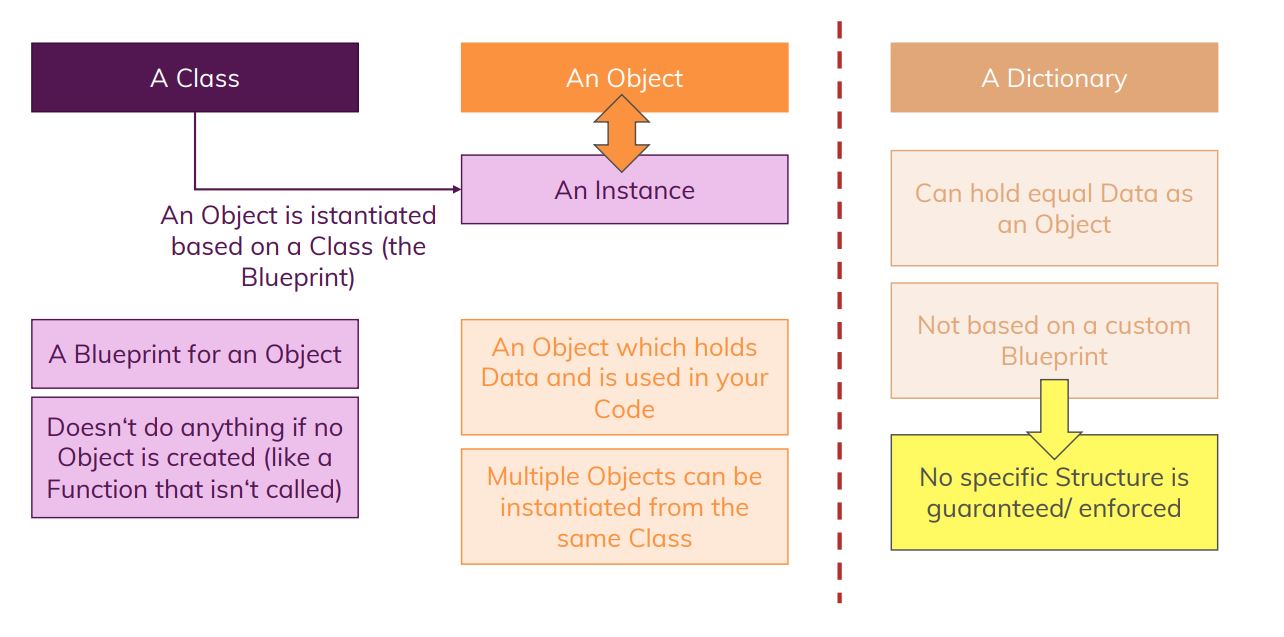 A Class
An Object
A Dictionary
An Instance
An Object is istantiated
based on a Class (the
Blueprint)
A Blueprint for an Object
Doesn‘t do anything if no
Object is created (like a
Function that isn‘t called)
An Object which holds
Data and is used in your
Code
Multiple Objects can be
instantiated from the
same Class
Can hold equal Data as
an Object
Not based on a custom
Blueprint
No specific Structure is
guaranteed/ enforced